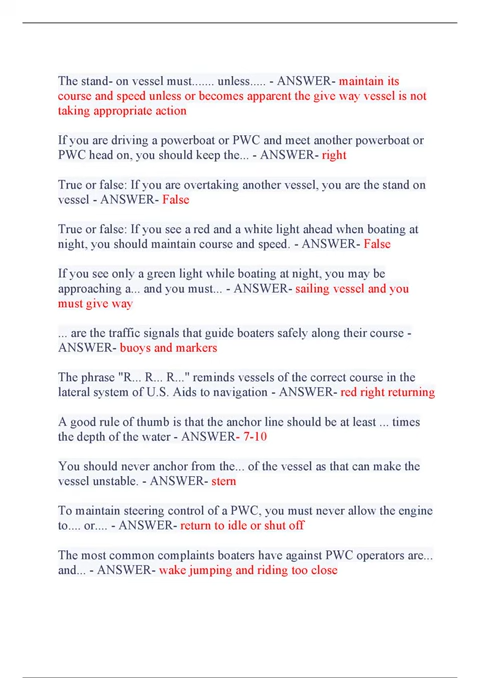 The stand- on vessel must....... unless..... - ANSWER- maintain its
course and speed unless or becomes apparent the give way vessel is not
taking appropriate action
If you are driving a powerboat or PWC and meet another powerboat or
PWC head on, you should keep the... - ANSWER- right
True or false: If you are overtaking another vessel, you are the stand on
vessel - ANSWER- False
True or false: If you see a red and a white light ahead when boating at
night, you should maintain course and speed. - ANSWER- False
If you see only a green light while boating at night, you may be
approaching a... and you must... - ANSWER- sailing vessel and you
must give way
... are the traffic signals that guide boaters safely along their course -
ANSWER- buoys and markers
The phrase "R... R... R..." reminds vessels of the correct course in the
lateral system of U.S. Aids to navigation - ANSWER- red right returning
A good rule of thumb is that the anchor line should be at least ... times
the depth of the water - ANSWER- 7-10
You should never anchor from the... of the vessel as that can make the
vessel unstable. - ANSWER- stern
To maintain steering control of a PWC, you must never allow the engine
to.... or.... - ANSWER- return to idle or shut off
The most common complaints boaters have against PWC operators are...
and... - ANSWER- wake jumping and riding too close